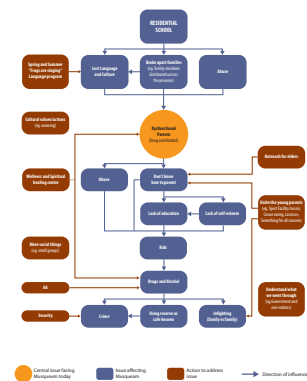 RESIDENTIAL
SCHOOL
Spring and Summer
"Frogs are singing"
Language program
Lost Language
and Culture
Broke apart families
(e.g. Family members
distributed across
the province)
Abuse
Cultural values/actions
(eg. weaving)
Dysfunctional
Parents
(Drug and Alcohol)
Outreach for elders
Wellness and Spiritual
healing centre
Abuse
Don't know
how to parent
Unite the young parents
(eg. Sport Facility soccer,
Canoe racing, Lacrosse,
Something for all seasons)
Lack of education
Lack of self-esteem
More social things
(eg. small groups)
Kids
Understand what
we went through
(eg Government and
non-indians)
AA
Drugs and Alcohol
Security
Crime
Using reserve as
safe-heaven
Infighting
(family vs family)
Central issue facing
Musqueam today
Issue affecting
Musqueam
Action to address
issue
Direction of influence